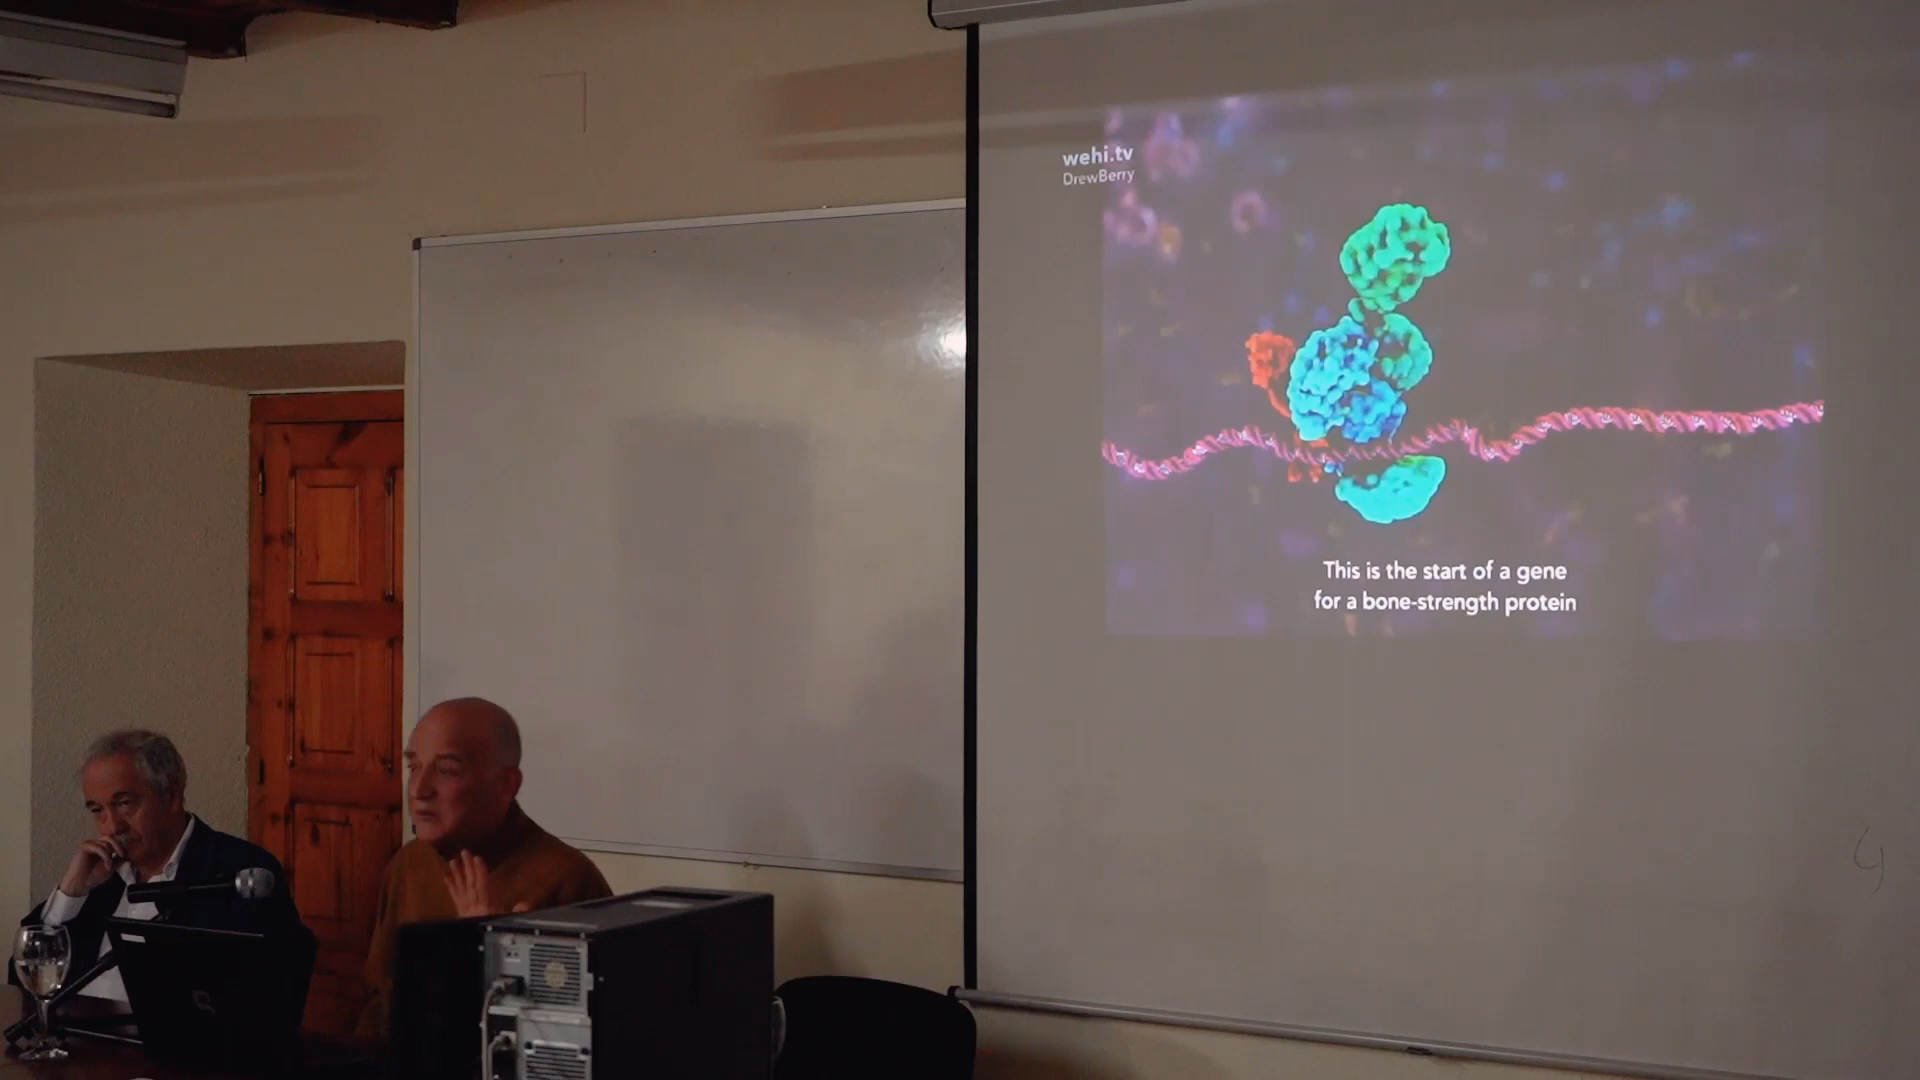 wehi.tv
DrewBerry
This is the start of a gene
for a bone-strength protein